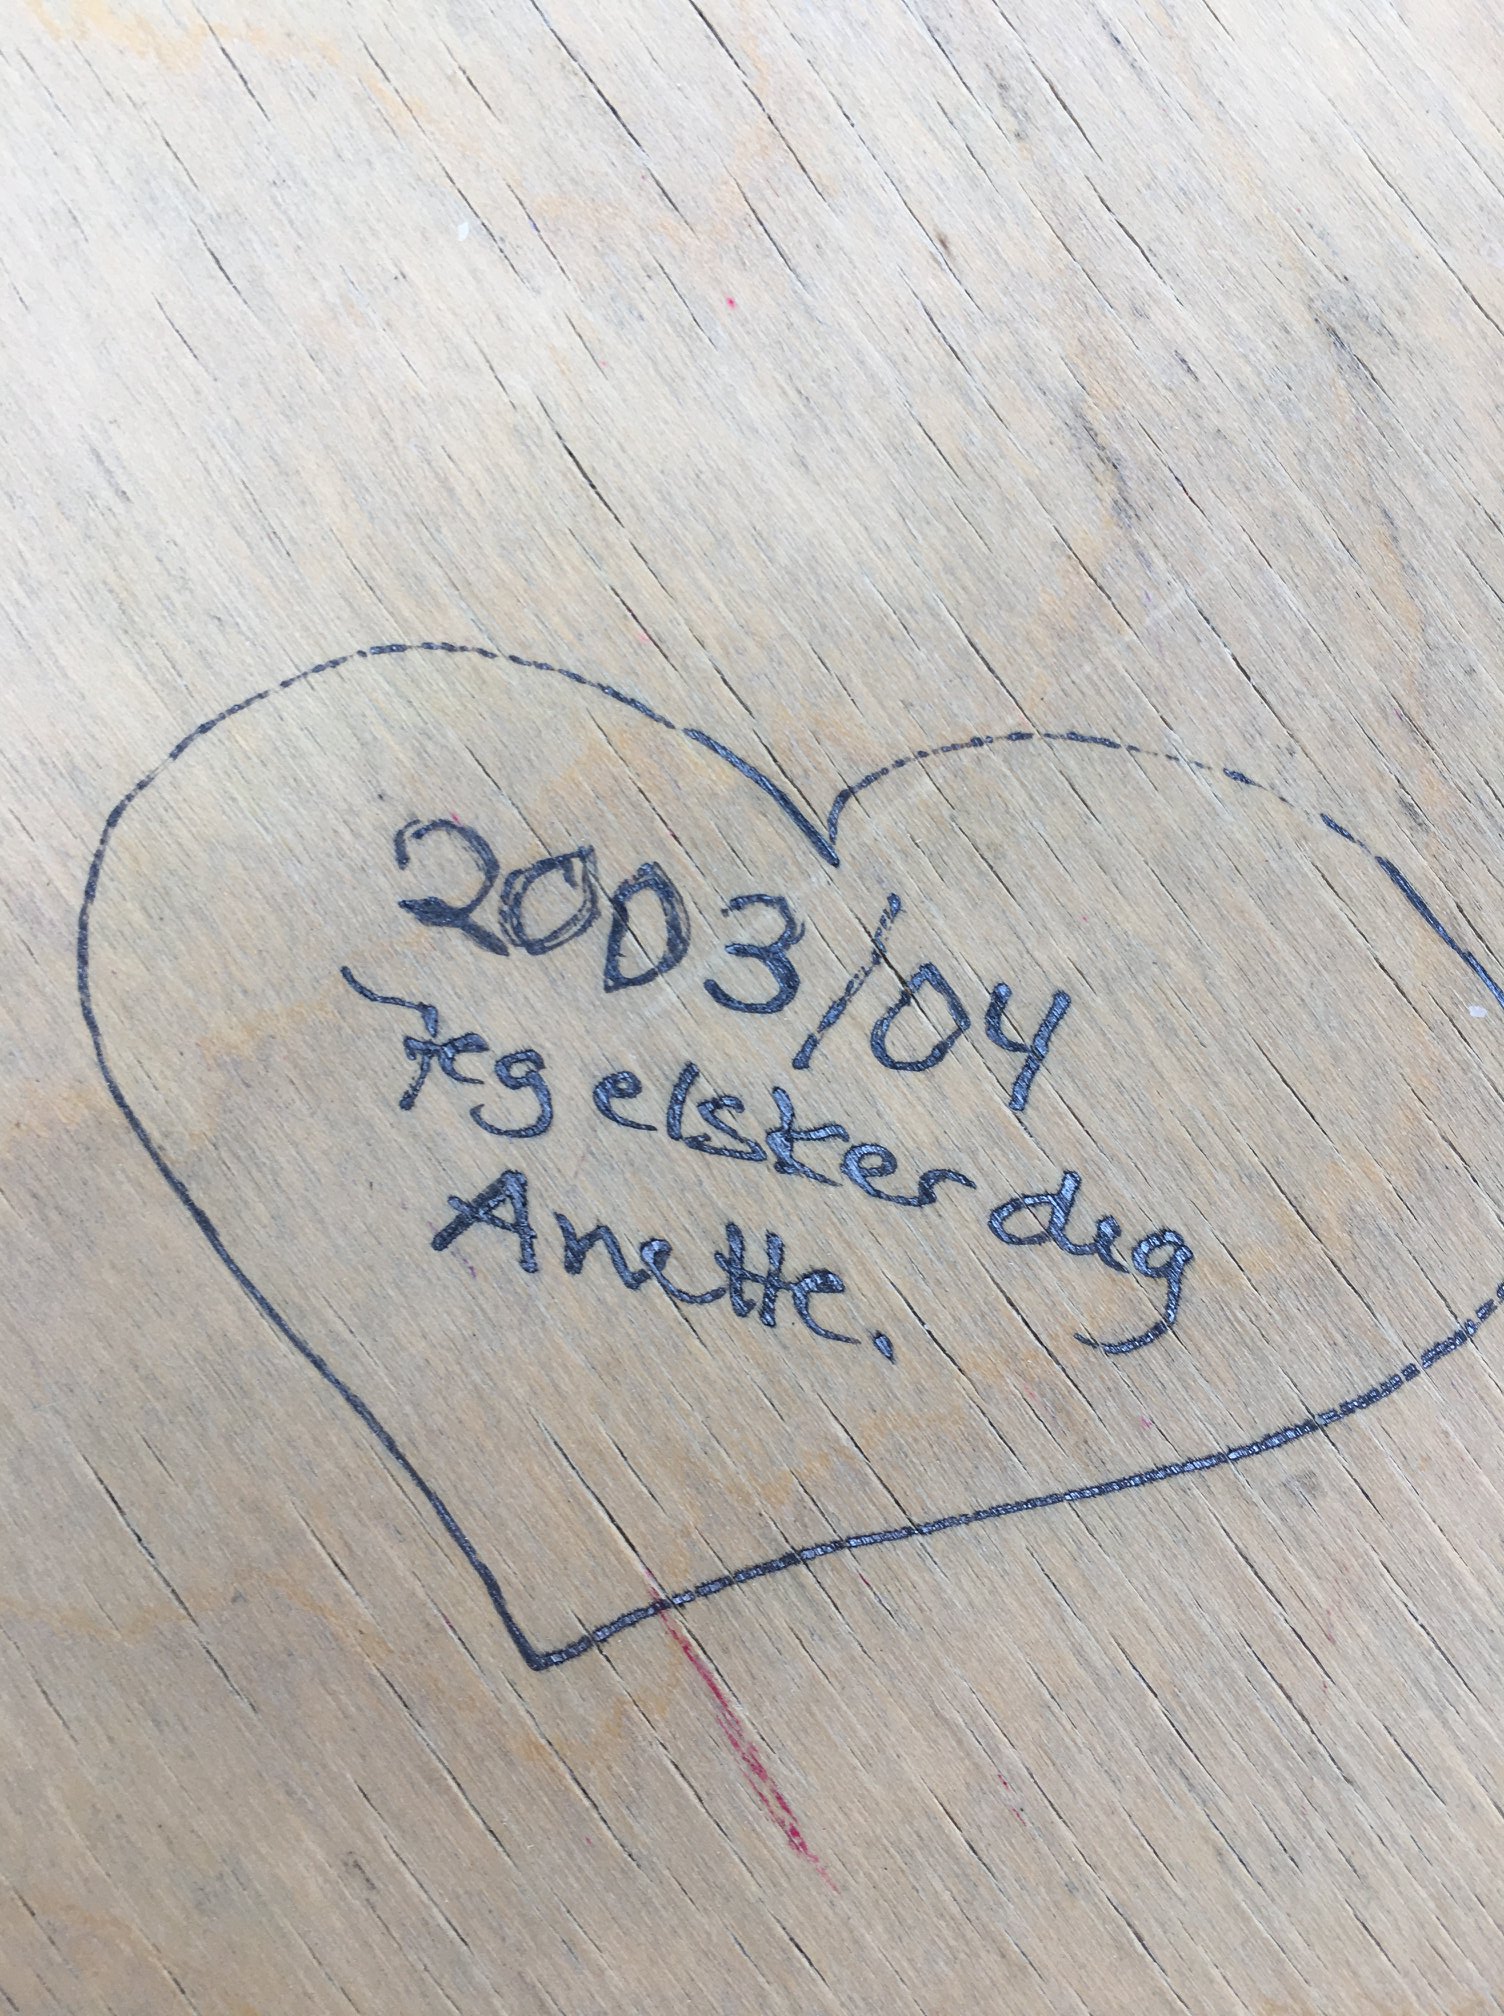 2003/04
jeg elsker dig
Anette.